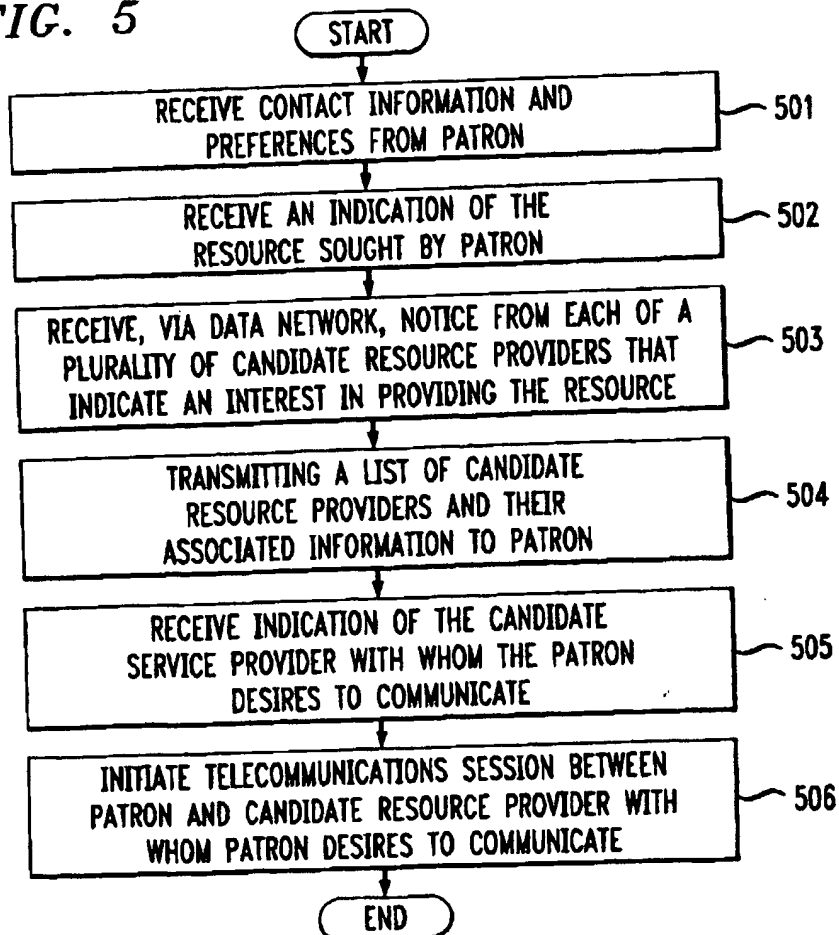 FIG. 5
START
RECEIVE CONTACT INFORMATION AND
PREFERENCES FROM PATRON
501
RECEIVE AN INDICATION OF THE
RESOURCE SOUGHT BY PATRON
502
RECEIVE, VIA DATA NETWORK, NOTICE FROM EACH OF A
PLURALITY OF CANDIDATE RESOURCE PROVIDERS THAT
INDICATE AN INTEREST IN PROVIDING THE RESOURCE
503
TRANSMITTING A LIST OF CANDIDATE
RESOURCE PROVIDERS AND THEIR
ASSOCIATED INFORMATION TO PATRON
504
RECEIVE INDICATION OF THE CANDIDATE
SERVICE PROVIDER WITH WHOM THE PATRON
DESIRES TO COMMUNICATE
505
INITIATE TELECOMMUNICATIONS SESSION BETWEEN
PATRON AND CANDIDATE RESOURCE PROVIDER WITH
WHOM PATRON DESIRES TO COMMUNICATE
506
END